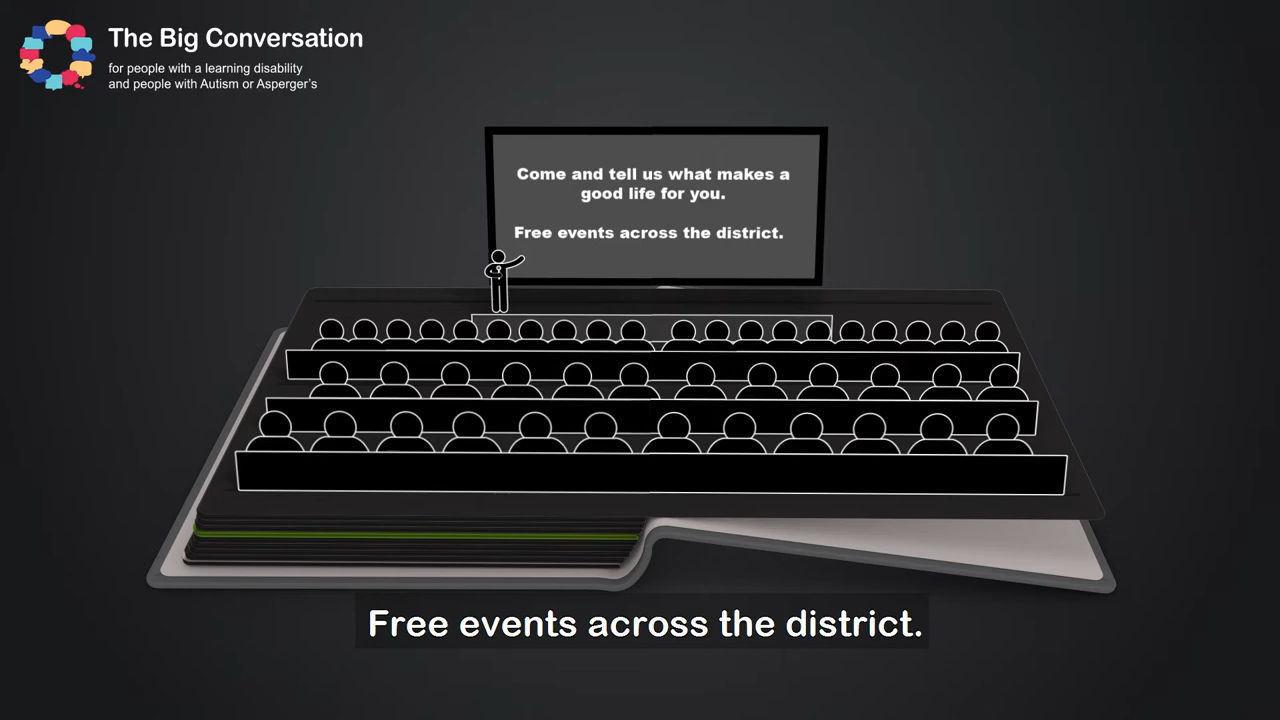 The Big Conversation
for people with a learning disability
and people with Autism or Asperger's
Come and tell us what makes a
good life for you.
Free events across the district.
Free events across the district.